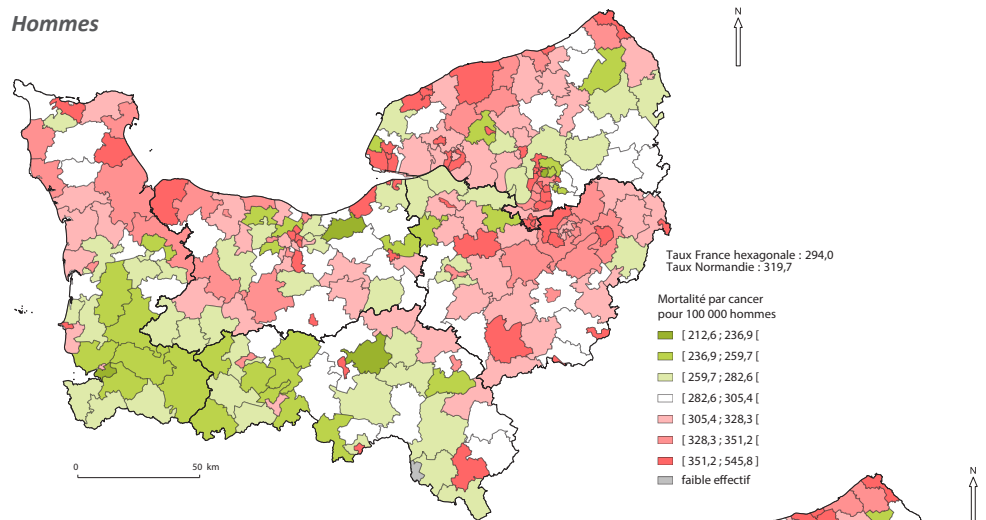 Hommes
N
Taux France hexagonale : 294,0
Taux Normandie : 319,7
Mortalité par cancer
pour 100 000 hommes
[ 212,6 ; 236,9 [
[ 236,9 ; 259,7 [
[ 259,7 ; 282,6 [
[ 282,6 ; 305,4 [
[ 305,4 ; 328,3 [
[ 328,3 ; 351,2 [
[ 351,2 ; 545,8 ]
faible effectif
0 50 km
N